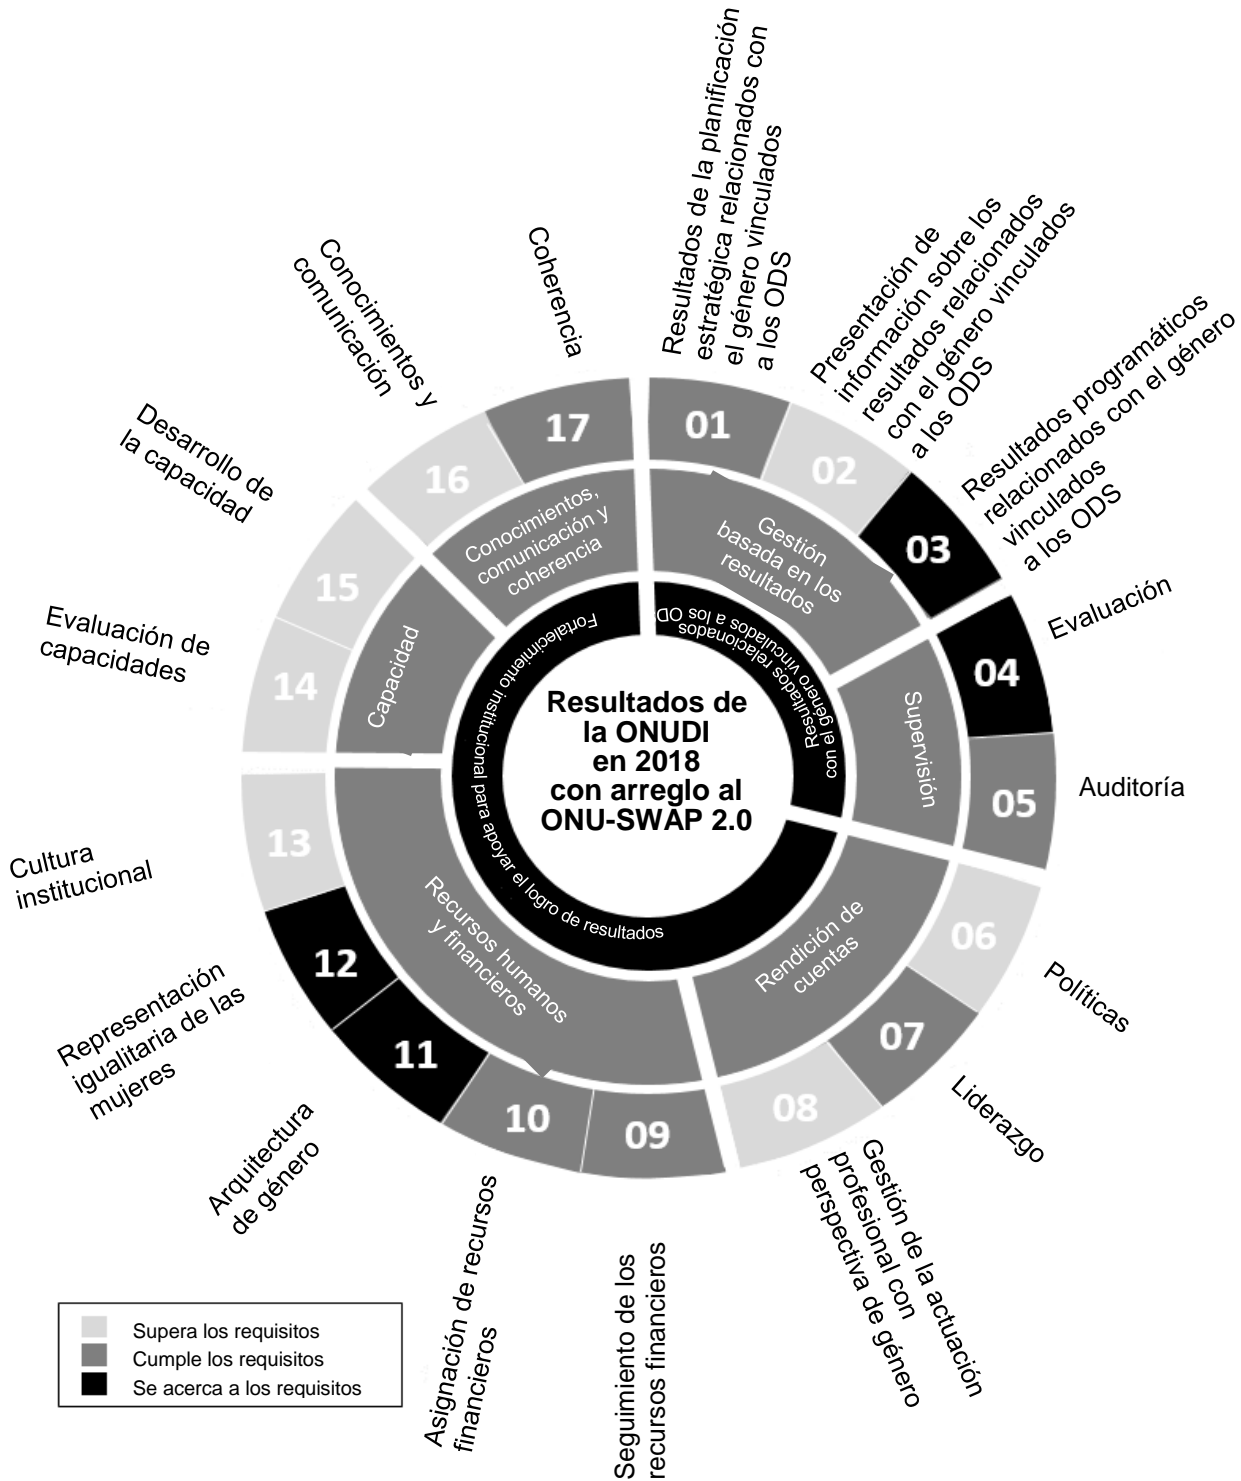 Resultados de la planificación
estratégica relacionados con
el género vinculados
a los ODS
Presentación de
información sobre los
resultados relacionados
con el género vinculados
a los ODS
Resultados programáticos
relacionados con el género
vinculados
a los ODS
Evaluación
Auditoría
Políticas
Liderazgo
Gestión de la actuación
profesional con
perspectiva de género
Seguimiento de los
recursos financieros
Asignación de recursos
financieros
Arquitectura
de género
Representación
igualitaria de las
mujeres
Cultura
institucional
Evaluación de
capacidades
Desarrollo de
la capacidad
Conocimientos y
comunicación
Coherencia
01
02
03
04
05
06
07
08
09
10
11
12
13
14
15
16
17
Gestión
basada en los
resultados
Supervisión
Rendición de
cuentas
Recursos humanos
y financieros
Capacidad
Conocimientos,
comunicación y
coherencia
Resultados relacionados
con el género vinculados a los OD
Fortalecimiento institucional para apoyar el logro de resultados
Resultados de
la ONUDI
en 2018
con arreglo al
ONU-SWAP 2.0
Supera los requisitos
Cumple los requisitos
Se acerca a los requisitos